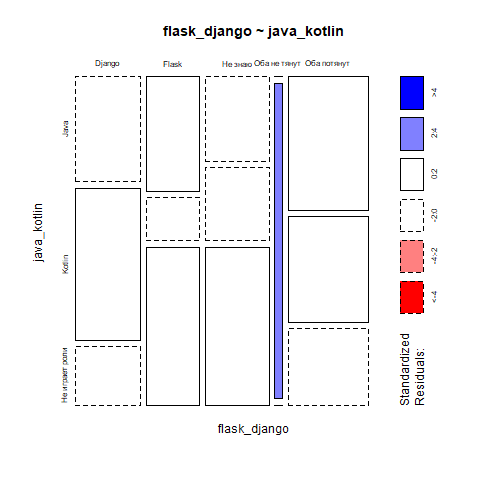 flask_django ~ java_kotlin
Django
Flask
Не знаю
Оба не тянут
Оба потянут
Java
Kotlin
Не играет роли
java_kotlin
flask_django
>4
2:4
0:2
-2:0
-4:-2
<-4
Standardized
Residuals: